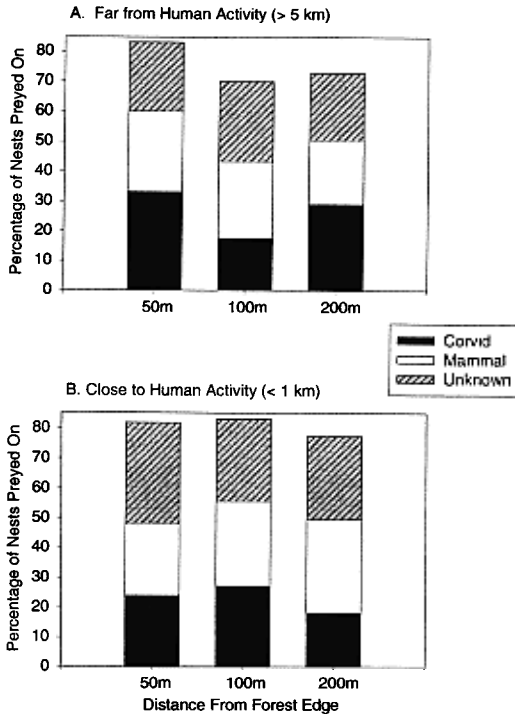 A. Far from Human Activity (> 5 km)
Percentage of Nests Preyed On
80
70
60
50
40
30
20
10
0
50m 100m 200m
Corvid
Mammal
Unknown
B. Close to Human Activity (< 1 km)
Percentage of Nests Preyed On
80
70
60
50
40
30
20
10
0
50m 100m 200m
Distance From Forest Edge